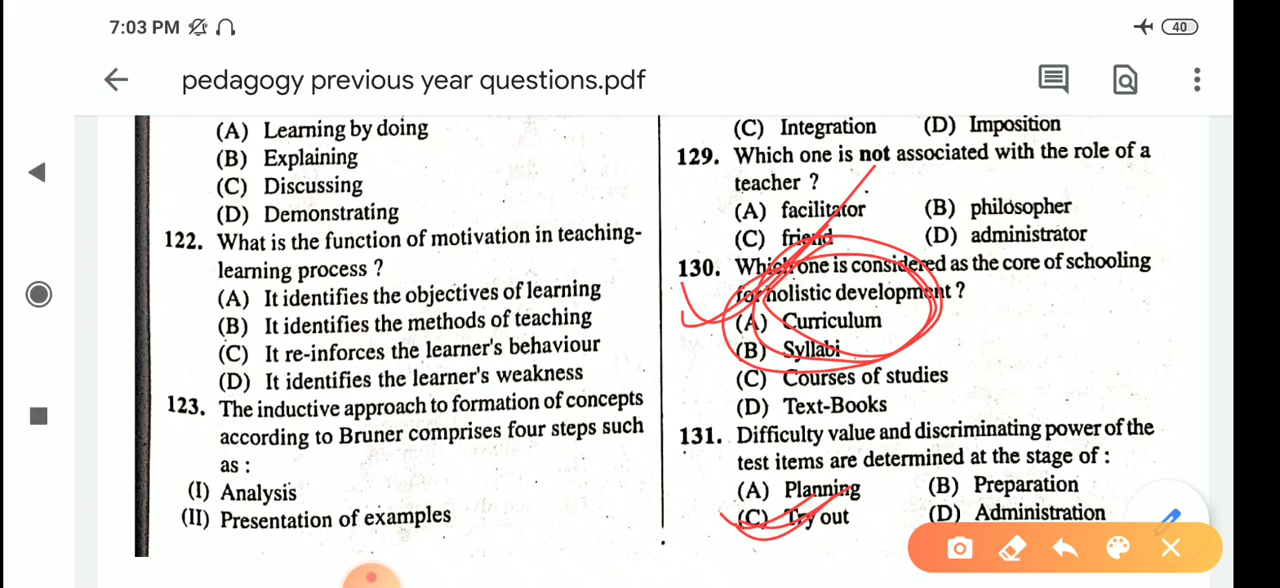 7:03 PM
40
pedagogy previous year questions.pdf
(A) Learning by doing
(B) Explaining
(C) Discussing
(D) Demonstrating
122. What is the function of motivation in teaching-
learning process ?
(A) It identifies the objectives of learning
(B) It identifies the methods of teaching
(C) It re-inforces the learner's behaviour
(D) It identifies the learner's weakness
123. The inductive approach to formation of concepts
according to Bruner comprises four steps such
as :
(I) Analysis
(II) Presentation of examples
(C) Integration (D) Imposition
129. Which one is not associated with the role of a
teacher ?
(A) facilitator (B) philosopher
(C) friend (D) administrator
130. Which one is considered as the core of schooling
for holistic development ?
(A) Curriculum
(B) Syllabi
(C) Courses of studies
(D) Text-Books
131. Difficulty value and discriminating power of the
test items are determined at the stage of :
(A) Planning (B) Preparation
(C) Try out (D) Administration